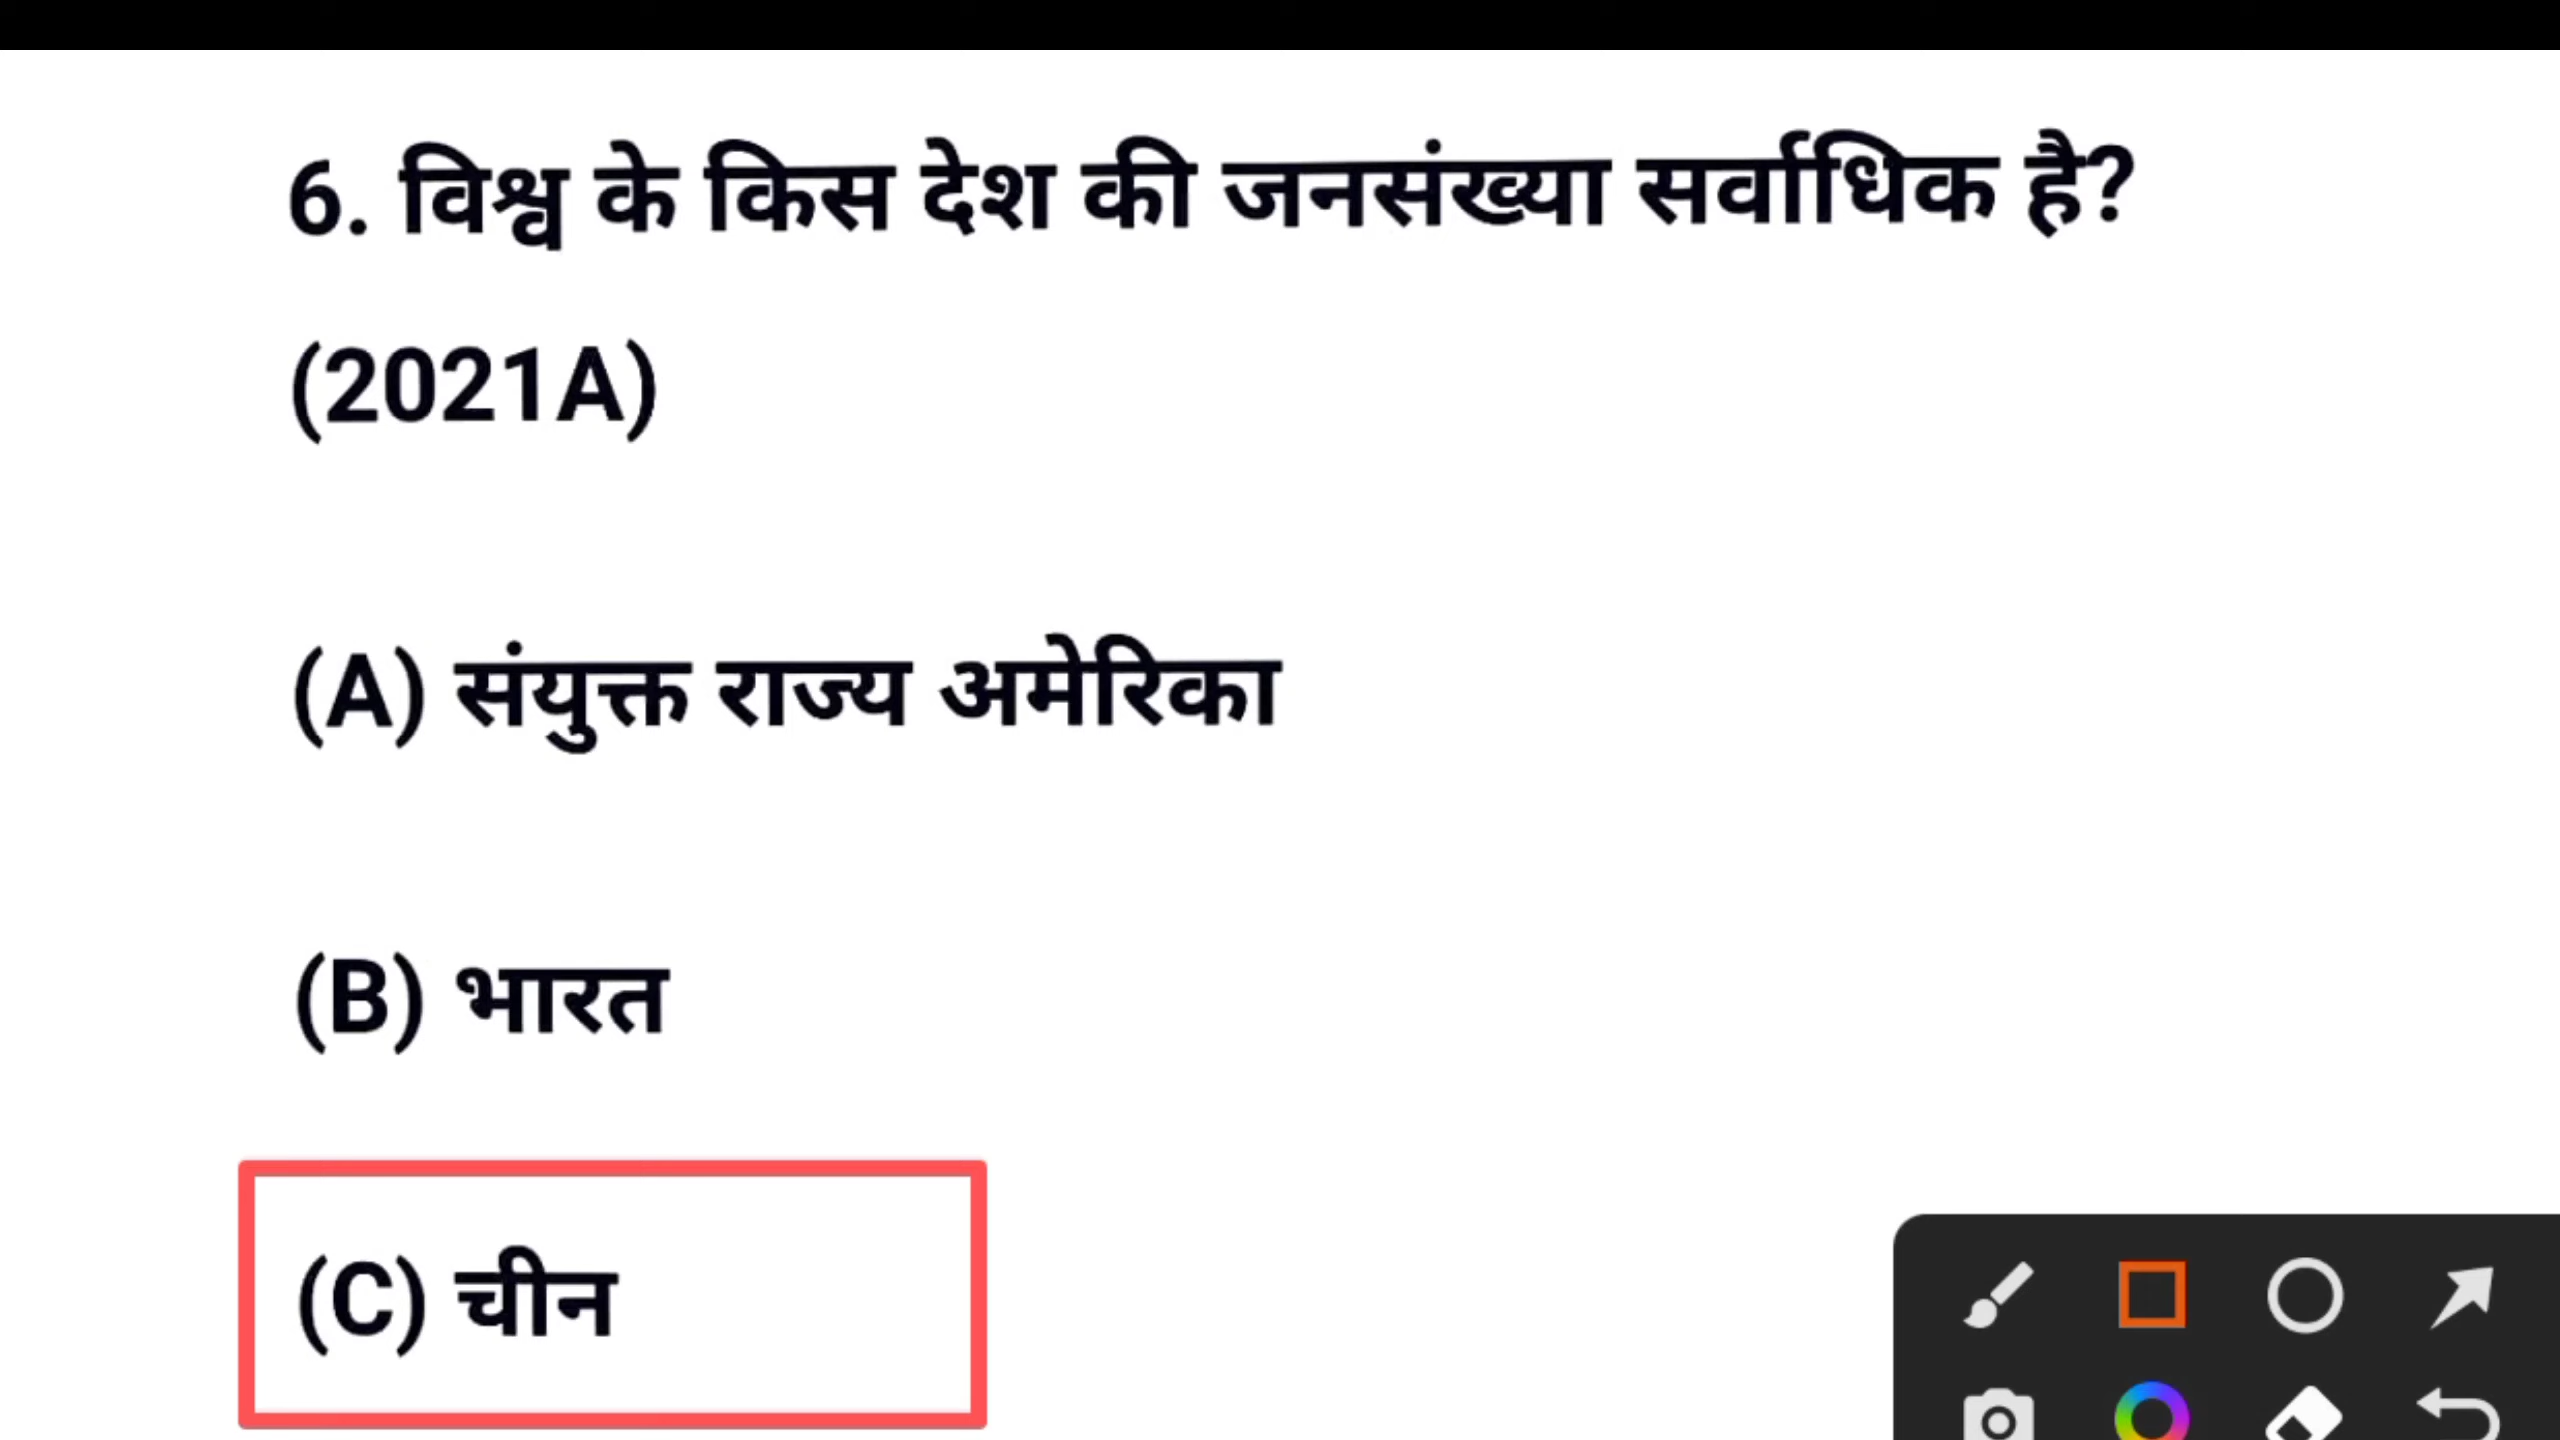 6. विश्व के किस देश की जनसंख्या सर्वाधिक है?
(2021A)
(A) संयुक्त राज्य अमेरिका
(B) भारत
(C) चीन